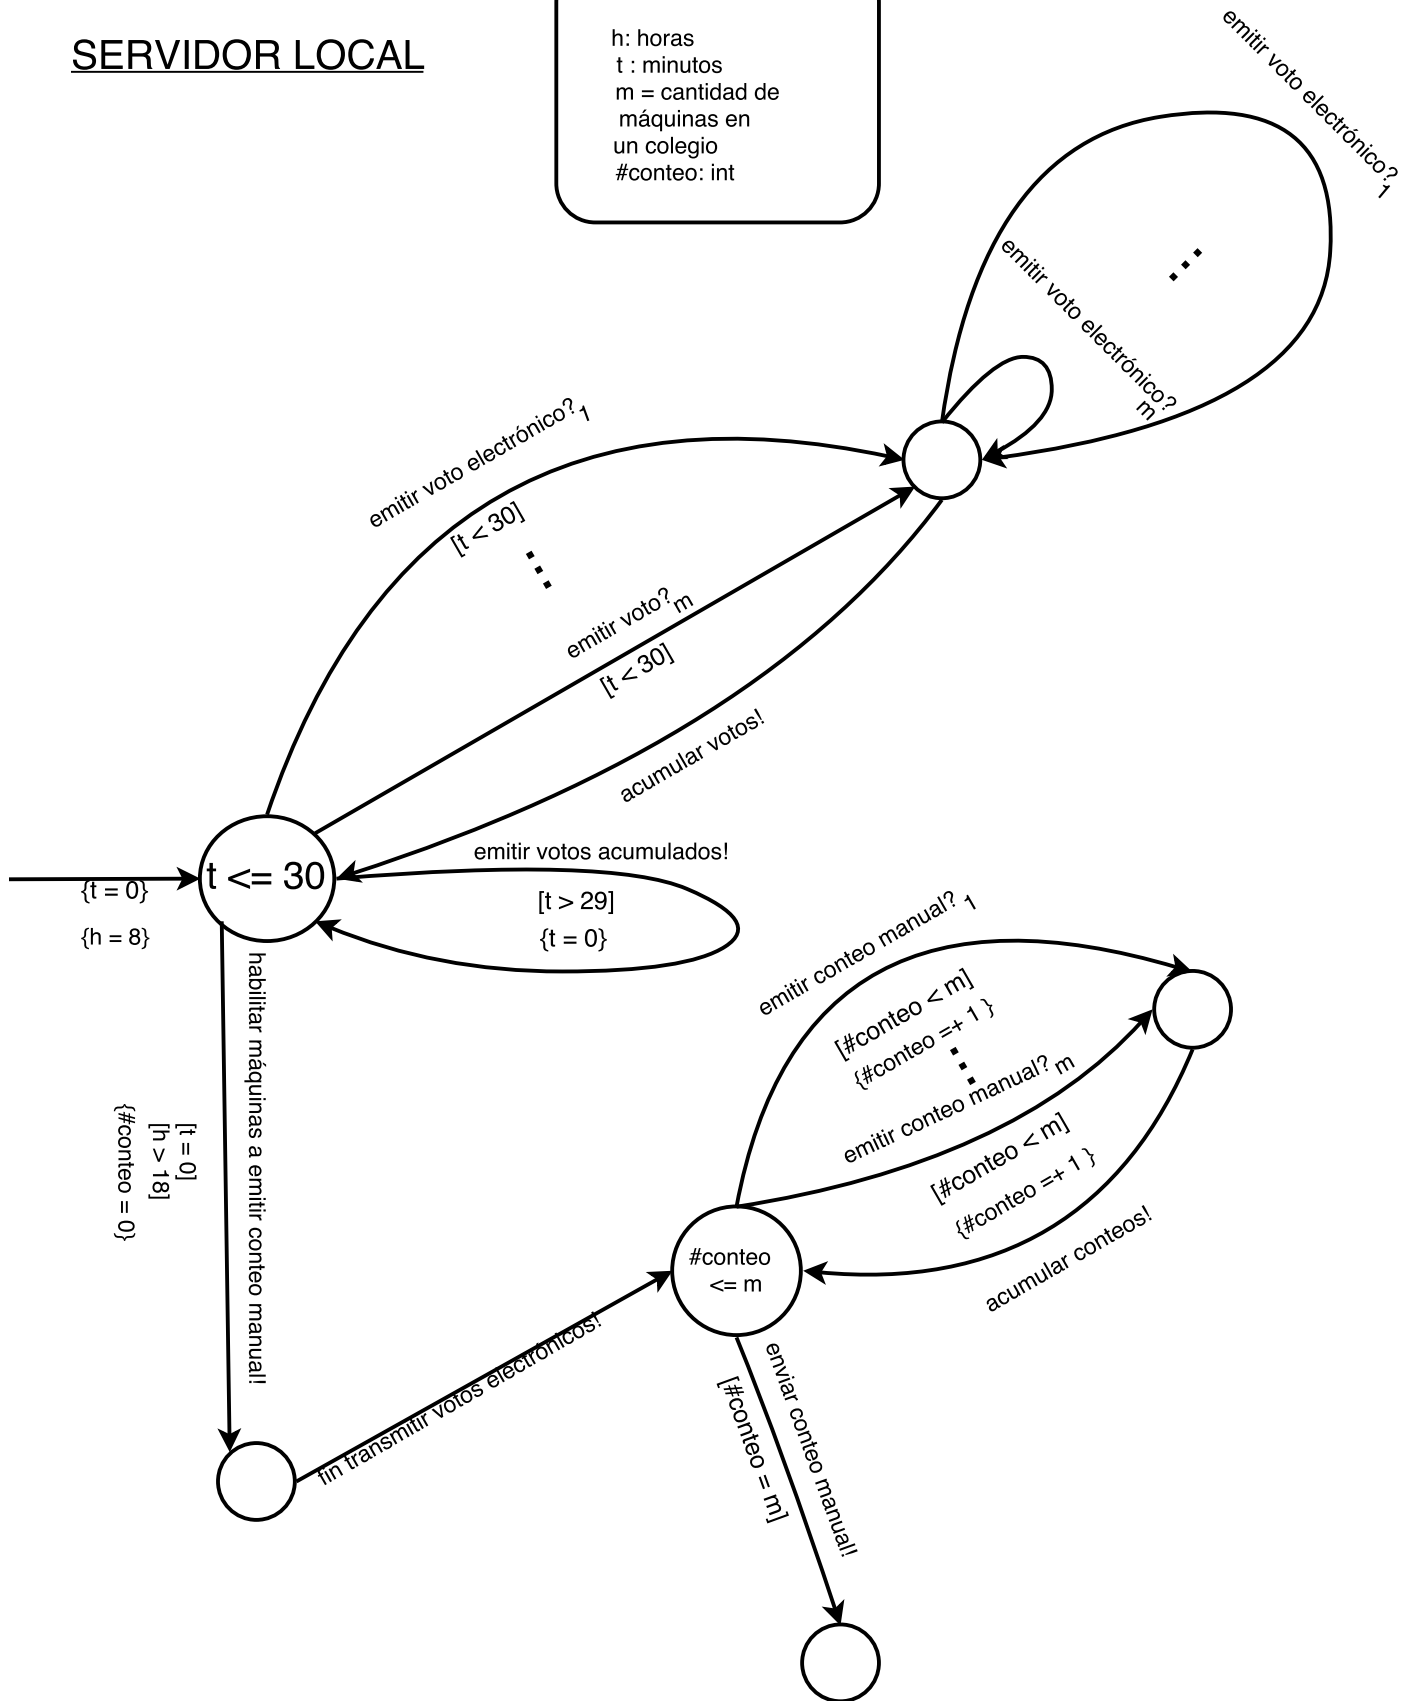 SERVIDOR LOCAL
h: horas
t : minutos
m = cantidad de
máquinas en
un colegio
#conteo: int
emitir voto electrónico?
1
emitir voto electrónico?
m
emitir voto electrónico?
1
[t < 30]
emitir voto?
m
[t < 30]
acumular votos!
t <= 30
{t = 0}
{h = 8}
emitir votos acumulados!
[t > 29]
{t = 0}
habilitar máquinas a emitir conteo manual!
[t = 0]
[h > 18]
{#conteo = 0}
emitir conteo manual?
1
[#conteo < m]
{#conteo =+ 1 }
emitir conteo manual?
m
[#conteo < m]
{#conteo =+ 1 }
acumular conteos!
#conteo
<= m
fin transmitir votos electrónicos!
enviar conteo manual!
[#conteo = m]